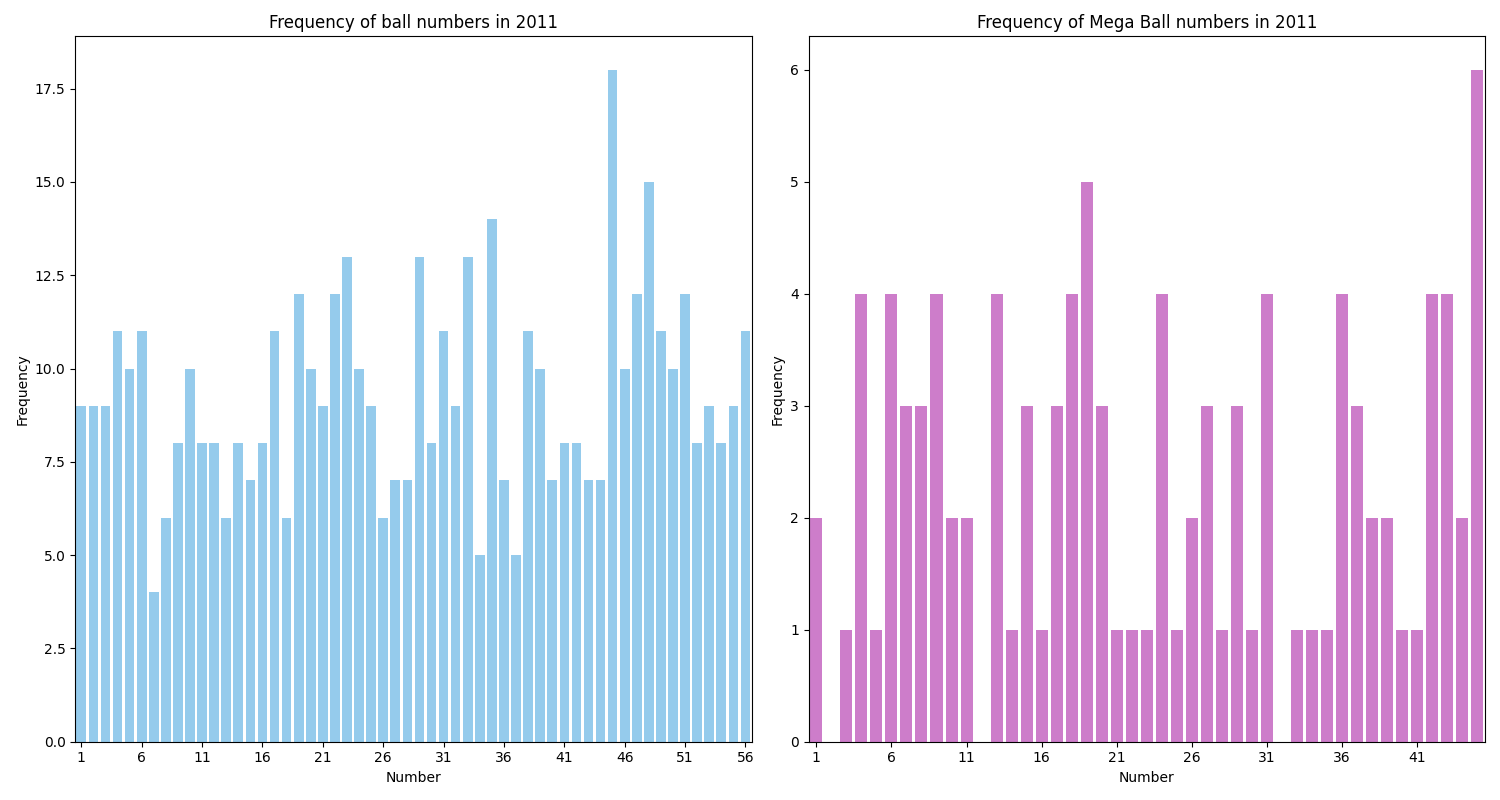 Frequency of ball numbers in 2011
Frequency
17.5
15.0
12.5
10.0
7.5
5.0
2.5
0.0
1 6 11 16 21 26 31 36 41 46 51 56
Number
Frequency of Mega Ball numbers in 2011
Frequency
6
5
4
3
2
1
0
1 6 11 16 21 26 31 36 41
Number